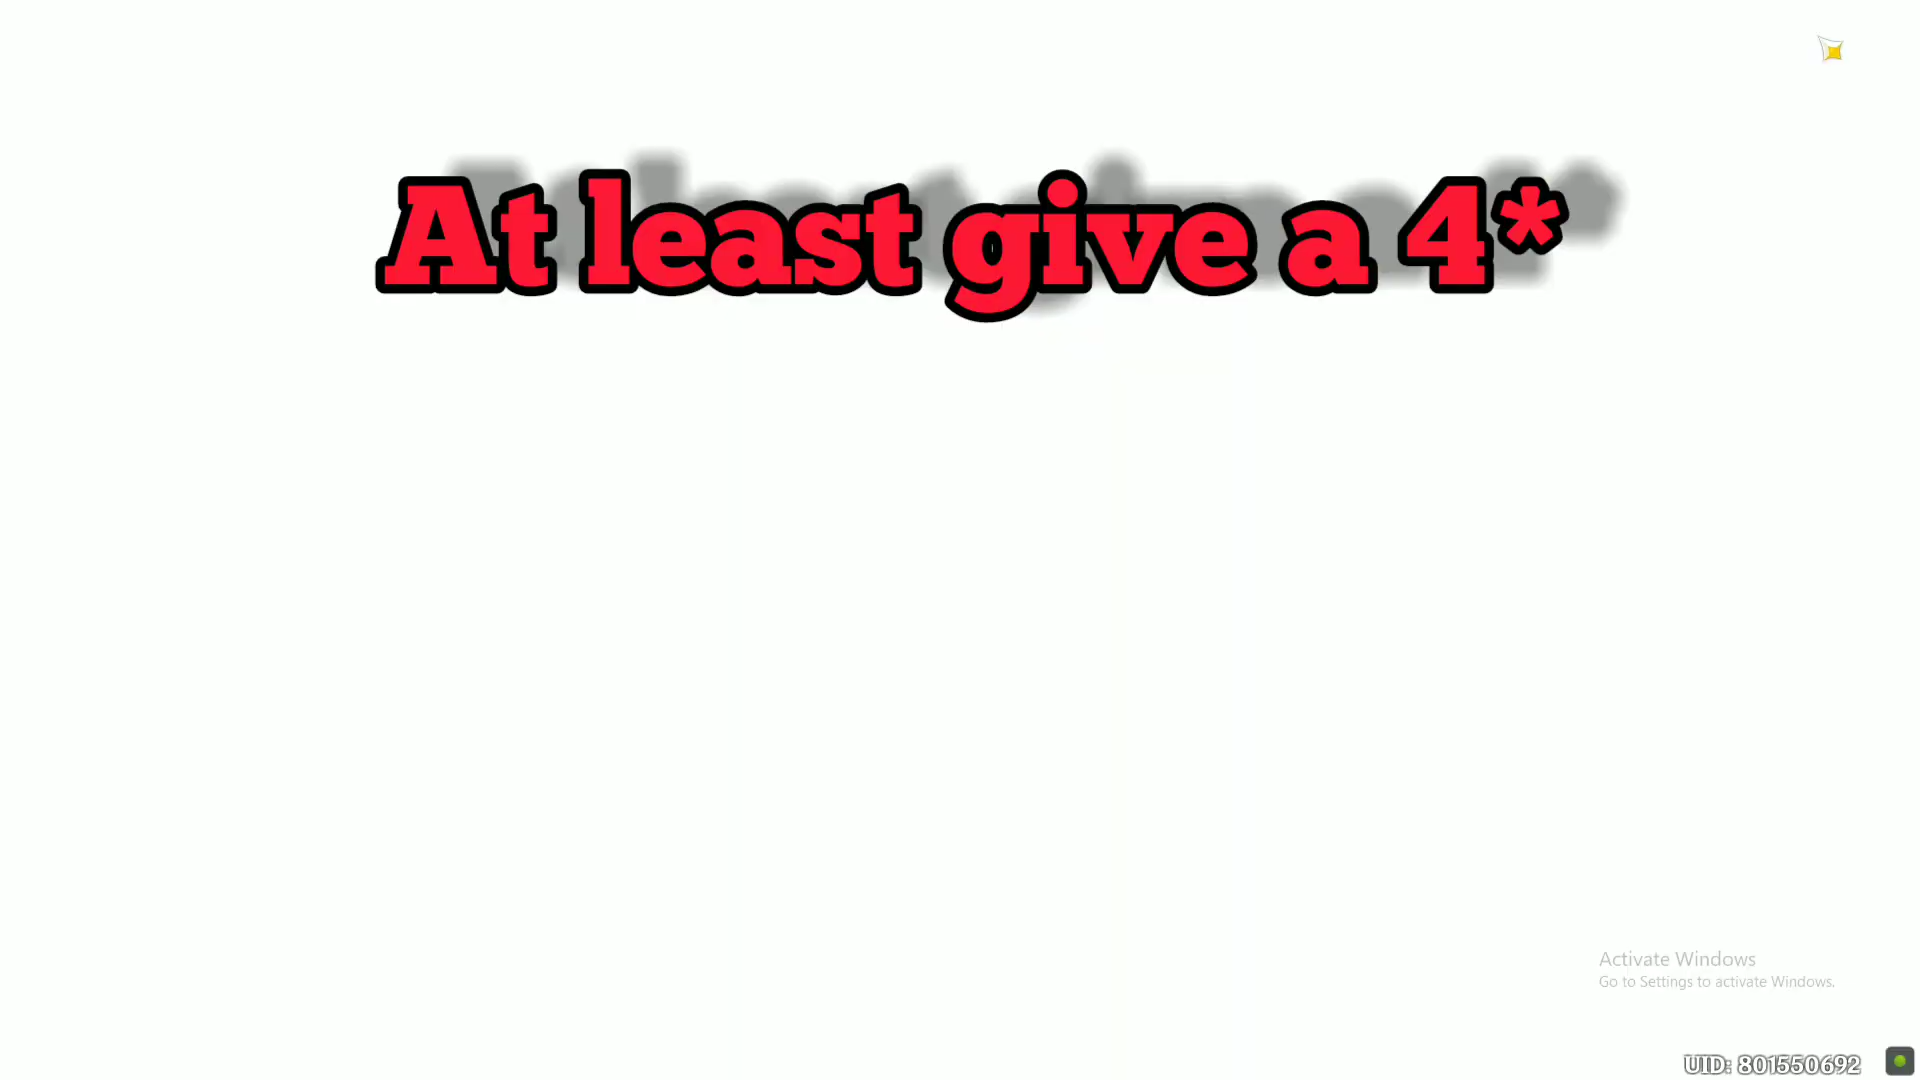 At least give a 4*
Activate Windows
Go to Settings to activate Windows.
UID: 801550692